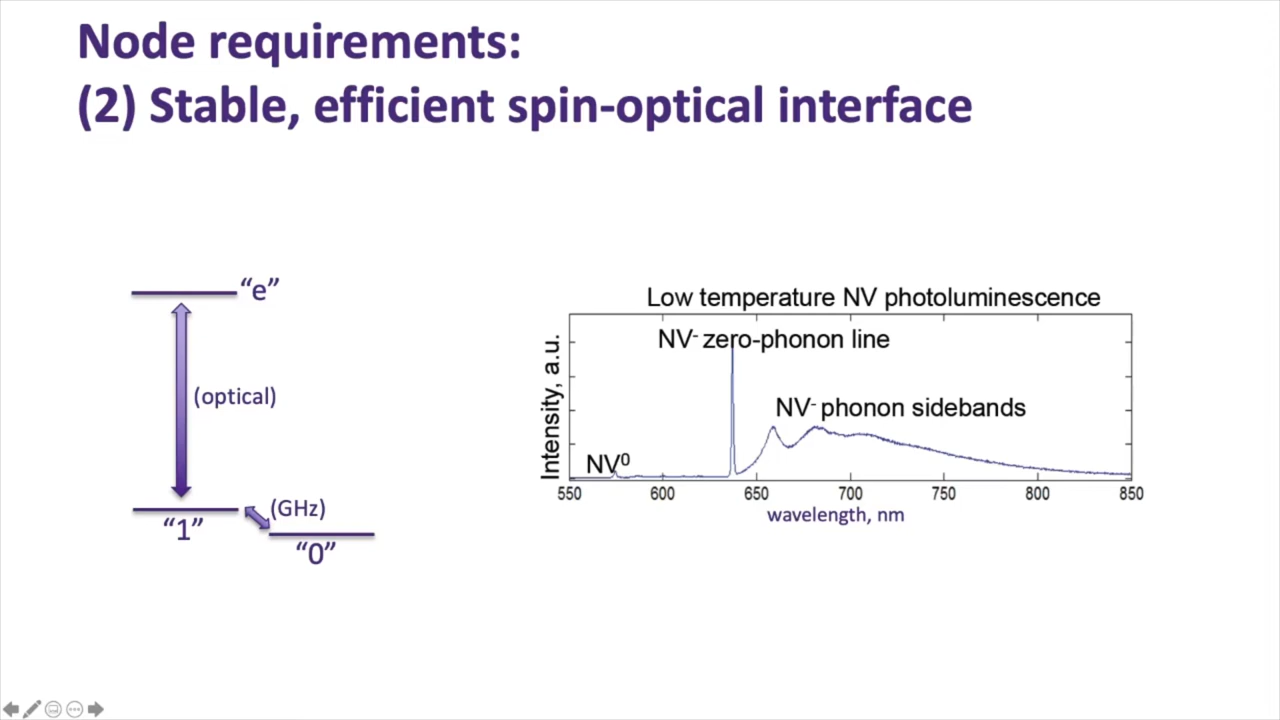 Node requirements:
(2) Stable, efficient spin-optical interface
“e”
(optical)
(GHz)
“1”
“0”
Low temperature NV photoluminescence
NV⁻ zero-phonon line
NV⁻ phonon sidebands
NV⁰
Intensity, a.u.
550 600 650 700 750 800 850
wavelength, nm